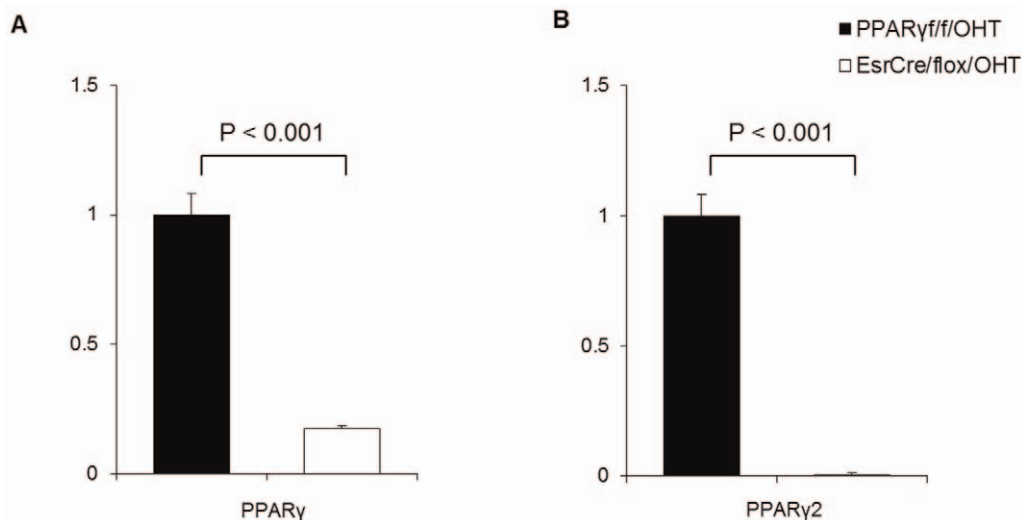 A
1.5
P < 0.001
1
0.5
0
PPARγ
B
PPARγf/f/OHT
EsrCre/flox/OHT
1.5
P < 0.001
1
0.5
0
PPARγ2